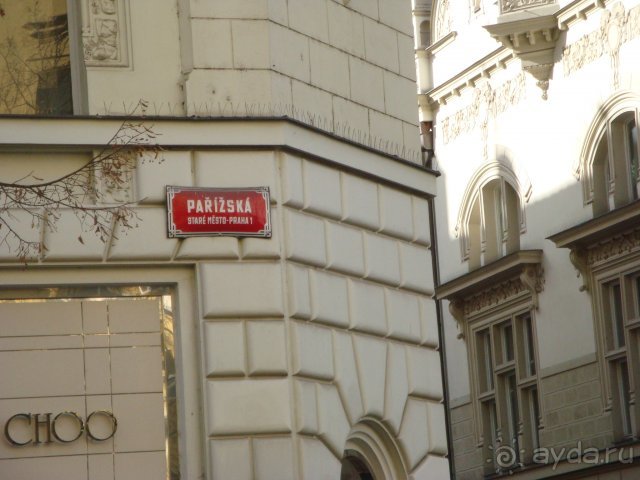 PAŘÍŽSKÁ
STARÉ MĚSTO-PRAHA 1
CHOO
ayda.ru